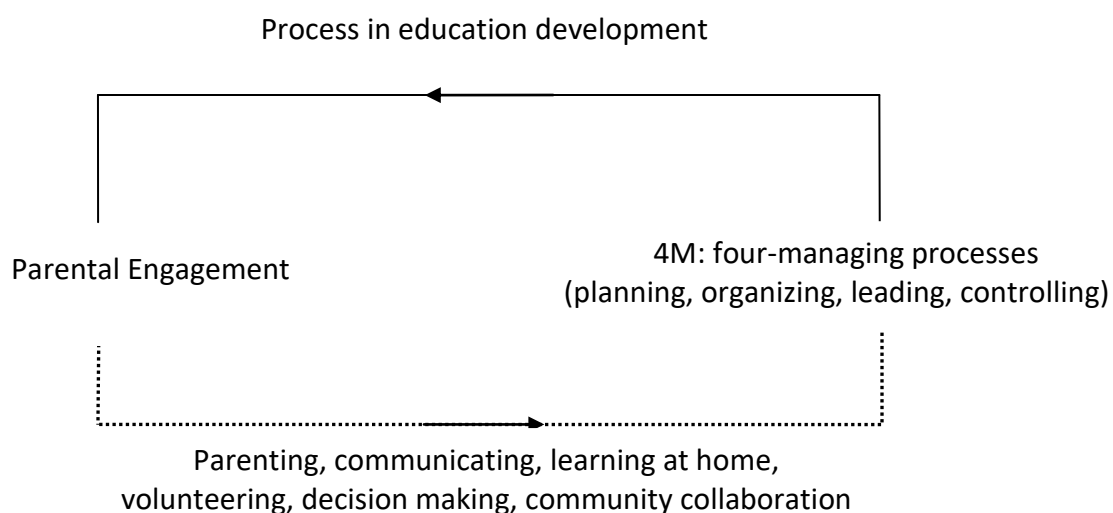 Process in education development
Parental Engagement
4M: four-managing processes
(planning, organizing, leading, controlling)
Parenting, communicating, learning at home,
volunteering, decision making, community collaboration